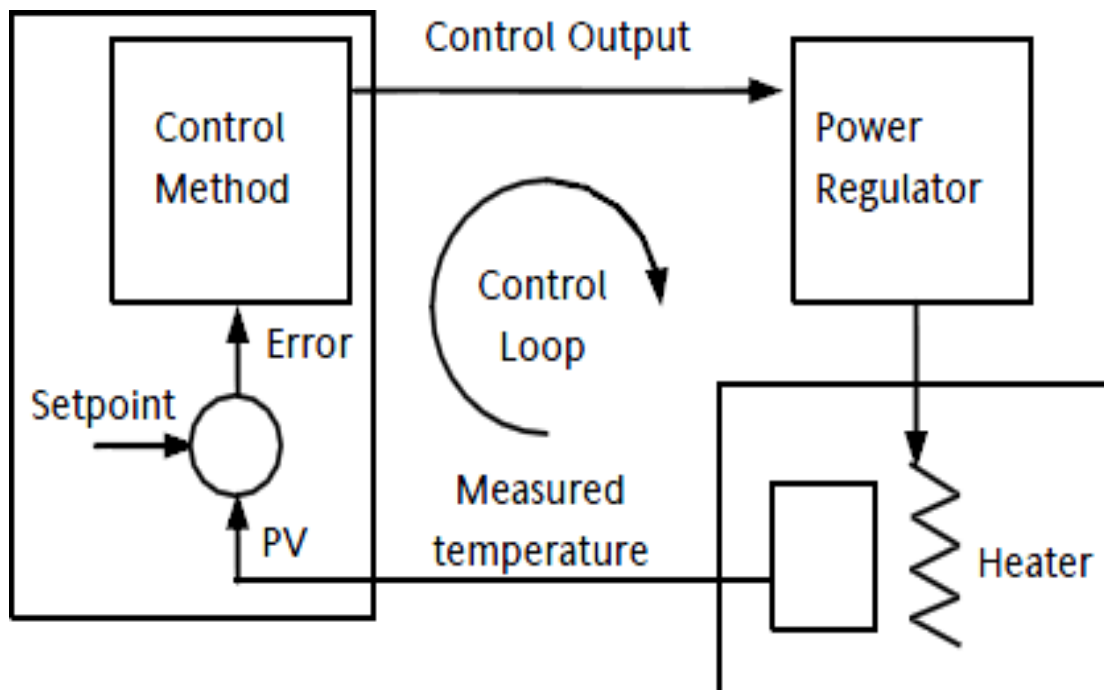 Control Output
Control
Method
Power
Regulator
Control
Loop
Error
Setpoint
PV
Measured
temperature
Heater